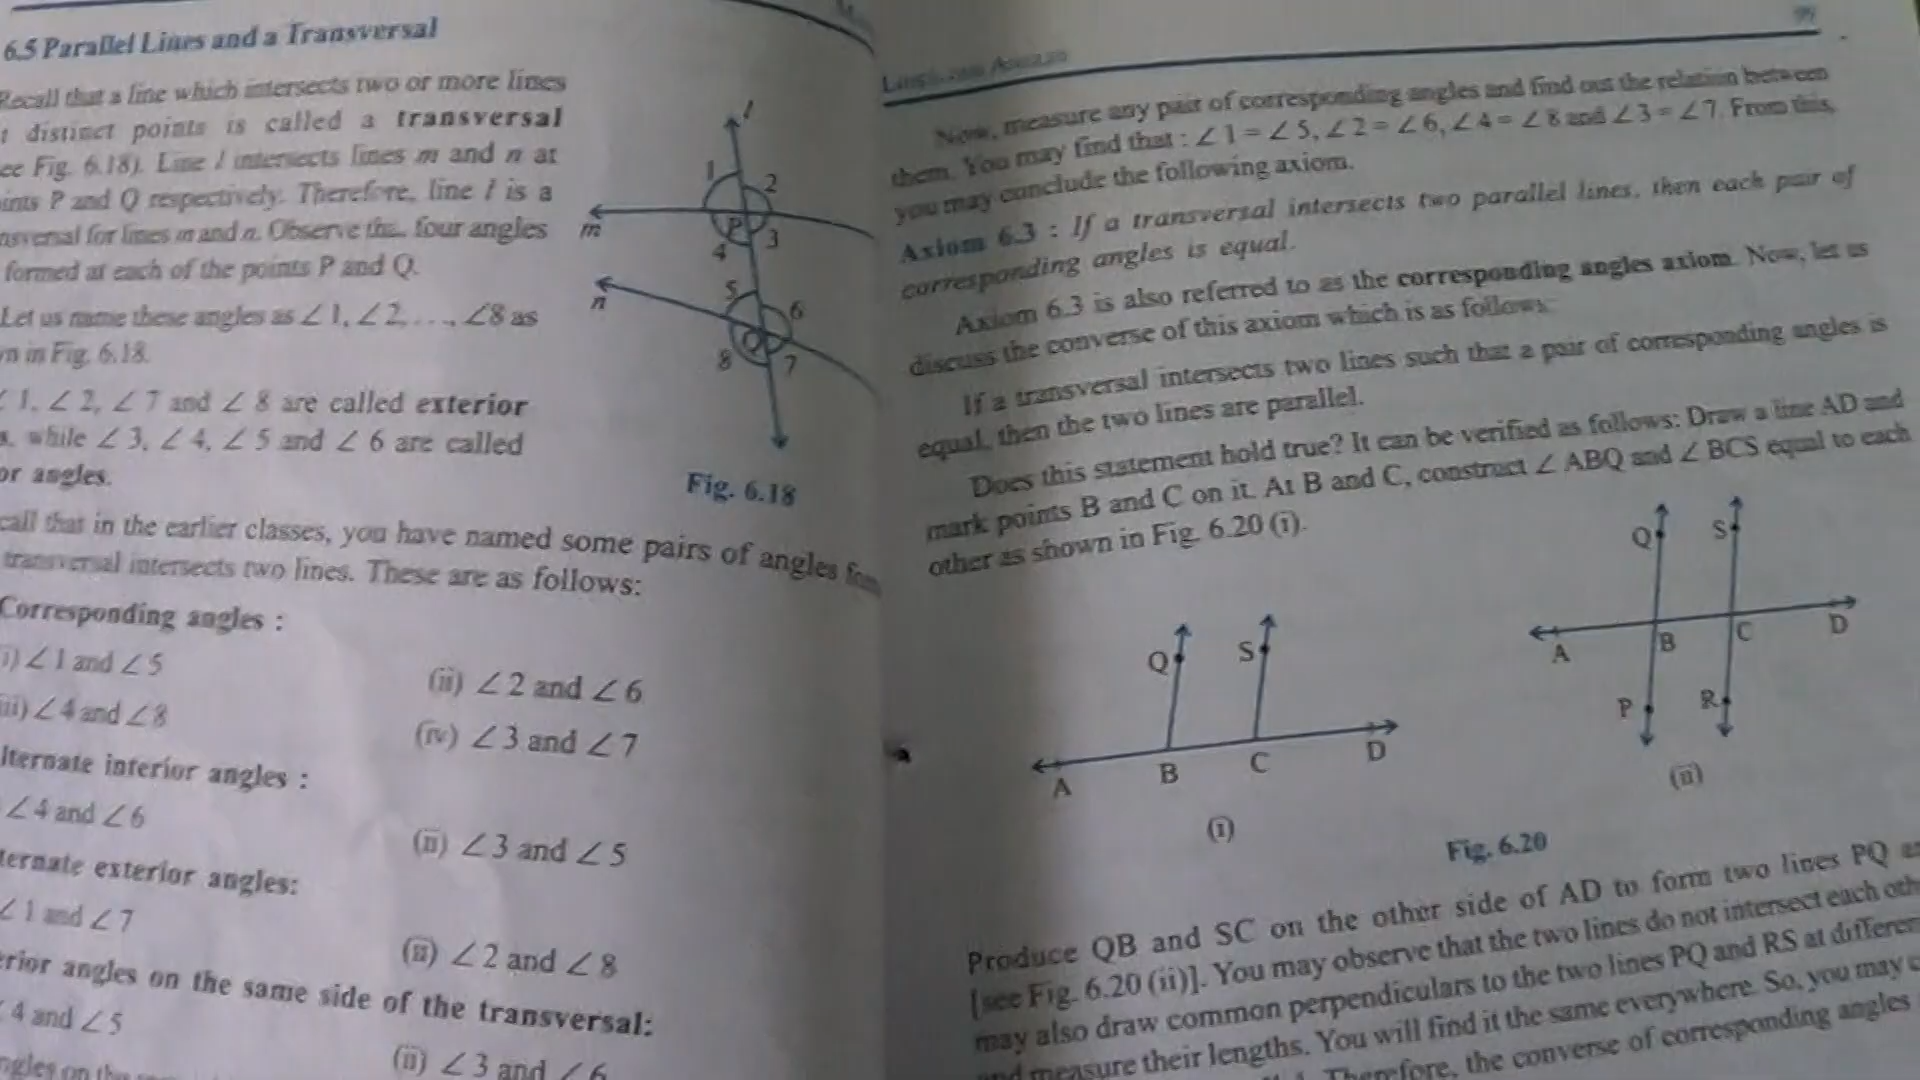 6.5 Parallel Lines and a Transversal
Recall that a line which intersects two or more lines
t distinct points is called a transversal
ee Fig. 6.18). Line l intersects lines m and n at
ints P and Q respectively. Therefore, line l is a
nsversal for lines m and n. Observe that four angles
formed at each of the points P and Q.
Let us name these angles as ∠1, ∠2, . . ., ∠8 as
n in Fig. 6.18.
∠1, ∠2, ∠7 and ∠8 are called exterior
s, while ∠3, ∠4, ∠5 and ∠6 are called
or angles.
l
1
2
m
P
4
3
n
5
6
Q
8
7
Fig. 6.18
call that in the earlier classes, you have named some pairs of angles
transversal intersects two lines. These are as follows:
Corresponding angles :
i) ∠1 and ∠5
(ii) ∠2 and ∠6
iii) ∠4 and ∠8
(iv) ∠3 and ∠7
lternate interior angles :
∠4 and ∠6
(ii) ∠3 and ∠5
ternate exterior angles:
∠1 and ∠7
(ii) ∠2 and ∠8
erior angles on the same side of the transversal:
4 and ∠5
(ii) ∠3 and ∠6
ngles on the
Lines and Angles
Now, measure any pair of corresponding angles and find out the relation between
them. You may find that : ∠1 = ∠5, ∠2 = ∠6, ∠4 = ∠8 and ∠3 = ∠7. From this,
you may conclude the following axiom.
Axiom 6.3 : If a transversal intersects two parallel lines, then each pair of
corresponding angles is equal.
Axiom 6.3 is also referred to as the corresponding angles axiom. Now, let us
discuss the converse of this axiom which is as follows:
If a transversal intersects two lines such that a pair of corresponding angles is
equal, then the two lines are parallel.
Does this statement hold true? It can be verified as follows: Draw a line AD and
mark points B and C on it. At B and C, construct ∠ABQ and ∠BCS equal to each
other as shown in Fig. 6.20 (i).
Q
S
A
B
C
D
(i)
Q
S
A
B
C
D
P
R
(ii)
Fig. 6.20
Produce QB and SC on the other side of AD to form two lines PQ
[see Fig. 6.20 (ii)]. You may observe that the two lines do not intersect each oth
may also draw common perpendiculars to the two lines PQ and RS at differen
and measure their lengths. You will find it the same everywhere. So, you may c
Therefore, the converse of corresponding angles